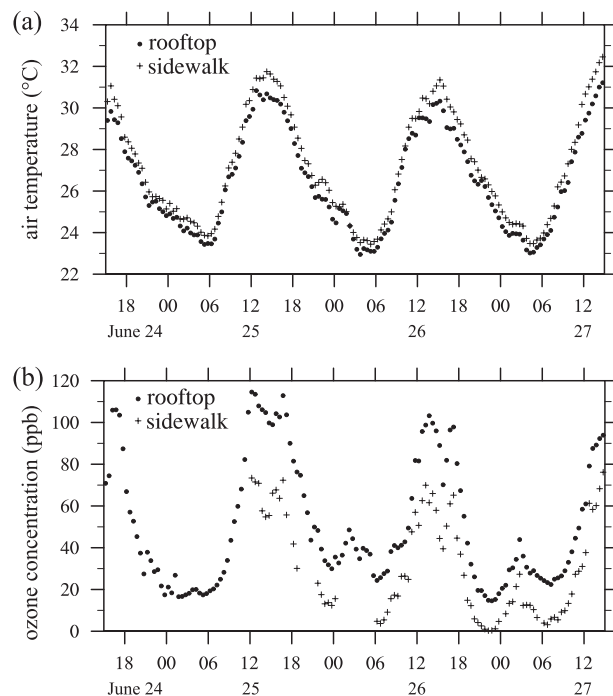 (a)
34
32
30
28
26
24
22
air temperature (°C)
• rooftop
+ sidewalk
18 00 06 12 18 00 06 12 18 00 06 12
June 24 25 26 27
(b)
120
100
80
60
40
20
0
ozone concentration (ppb)
• rooftop
+ sidewalk
18 00 06 12 18 00 06 12 18 00 06 12
June 24 25 26 27